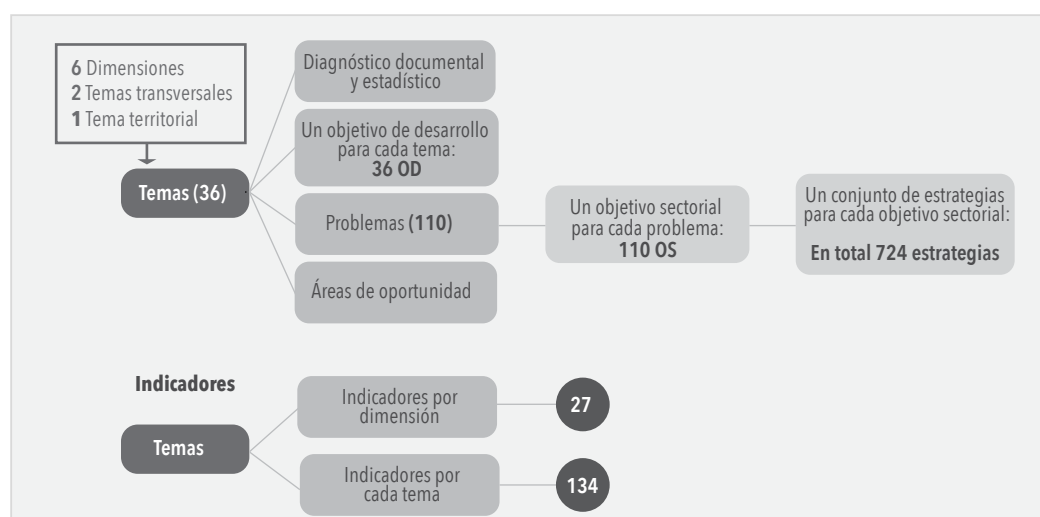 6 Dimensiones
2 Temas transversales
1 Tema territorial
Temas (36)
Diagnóstico documental
y estadístico
Un objetivo de desarrollo
para cada tema:
36 OD
Problemas (110)
Áreas de oportunidad
Un objetivo sectorial
para cada problema:
110 OS
Un conjunto de estrategias
para cada objetivo sectorial:
En total 724 estrategias
Indicadores
Temas
Indicadores por
dimensión
27
Indicadores por
cada tema
134